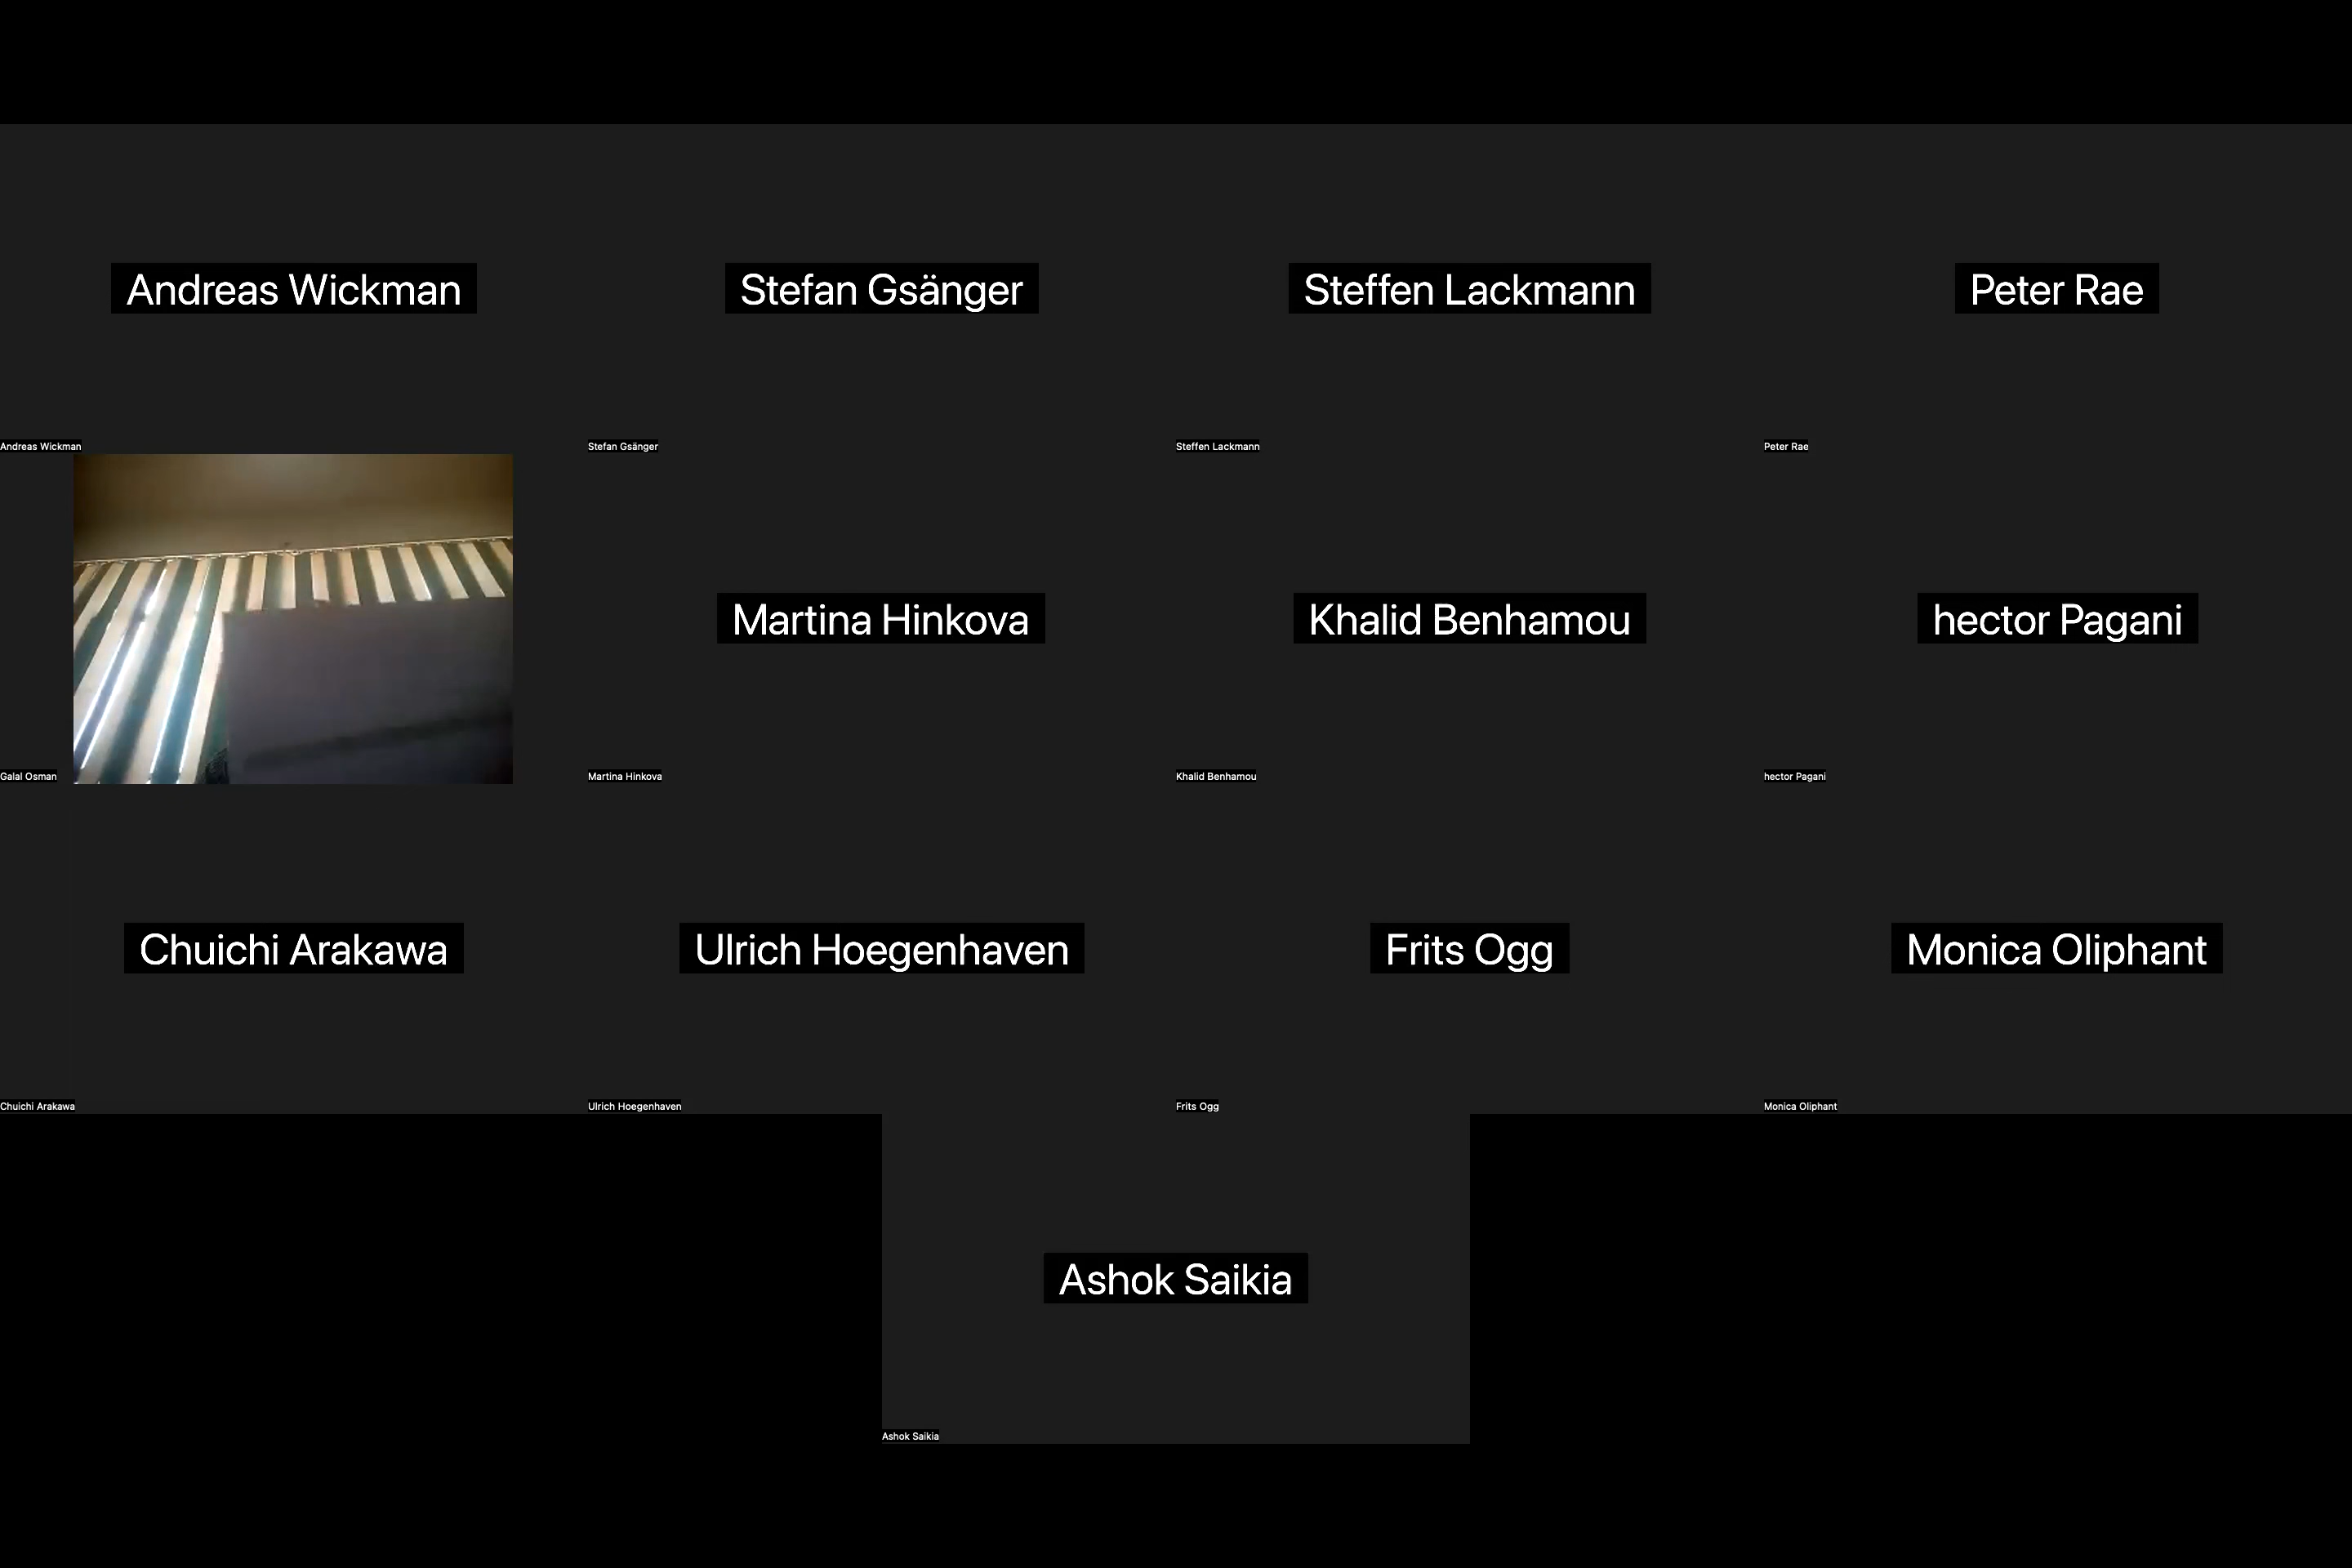 Andreas Wickman
Stefan Gsänger
Steffen Lackmann
Peter Rae
Andreas Wickman
Stefan Gsänger
Steffen Lackmann
Peter Rae
Martina Hinkova
Khalid Benhamou
hector Pagani
Galal Osman
Martina Hinkova
Khalid Benhamou
hector Pagani
Chuichi Arakawa
Ulrich Hoegenhaven
Frits Ogg
Monica Oliphant
Chuichi Arakawa
Ulrich Hoegenhaven
Frits Ogg
Monica Oliphant
Ashok Saikia
Ashok Saikia